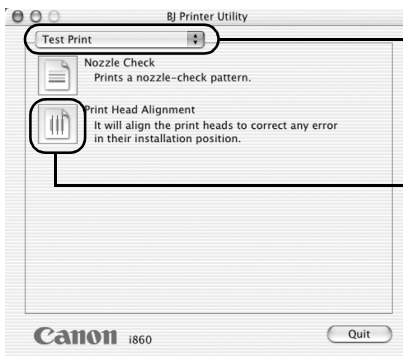 BJ Printer Utility
Test Print
Nozzle Check
Prints a nozzle-check pattern.
Print Head Alignment
It will align the print heads to correct any error
in their installation position.
Canon i860
Quit